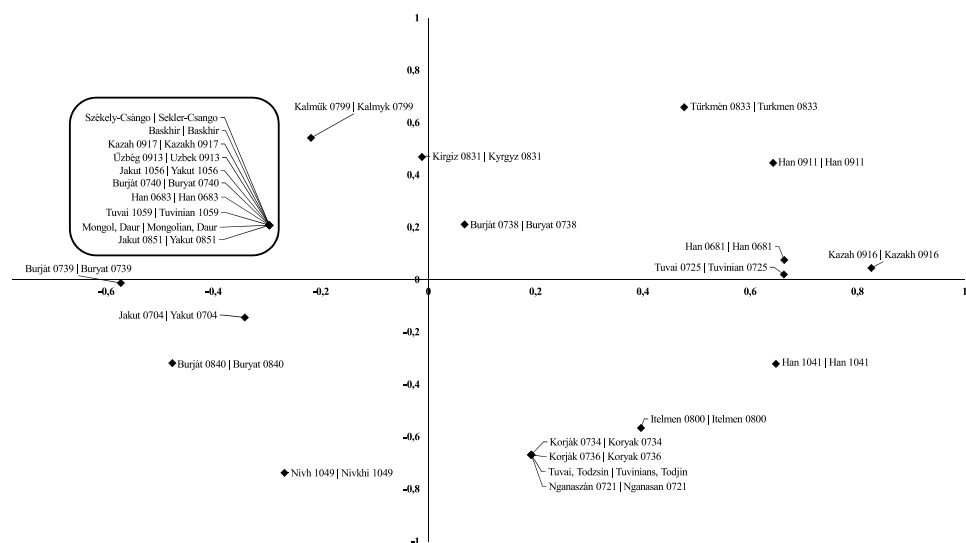 1
0,8
Kalműk 0799 | Kalmyk 0799
Türkmén 0833 | Turkmen 0833
Székely-Csángo | Sekler-Csango
Baskhir | Baskhir
0,6
Kazah 0917 | Kazakh 0917
Űzbég 0913 | Uzbek 0913
Kirgiz 0831 | Kyrgyz 0831
Han 0911 | Han 0911
Jakut 1056 | Yakut 1056
Burját 0740 | Buryat 0740
0,4
Han 0683 | Han 0683
Tuvai 1059 | Tuvinian 1059
Mongol, Daur | Mongolian, Daur
0,2
Burját 0738 | Buryat 0738
Jakut 0851 | Yakut 0851
Han 0681 | Han 0681
Kazah 0916 | Kazakh 0916
Burját 0739 | Buryat 0739
Tuvai 0725 | Tuvinian 0725
0
-0,6
-0,4
-0,2
0
0,2
0,4
0,6
0,8
1
Jakut 0704 | Yakut 0704
-0,2
Burját 0840 | Buryat 0840
Han 1041 | Han 1041
-0,4
Itelmen 0800 | Itelmen 0800
-0,6
Korják 0734 | Koryak 0734
Korják 0736 | Koryak 0736
Nivh 1049 | Nivkhi 1049
Tuvai, Todzsin | Tuvinians, Todjin
-0,8
Nganaszán 0721 | Nganasan 0721
-1